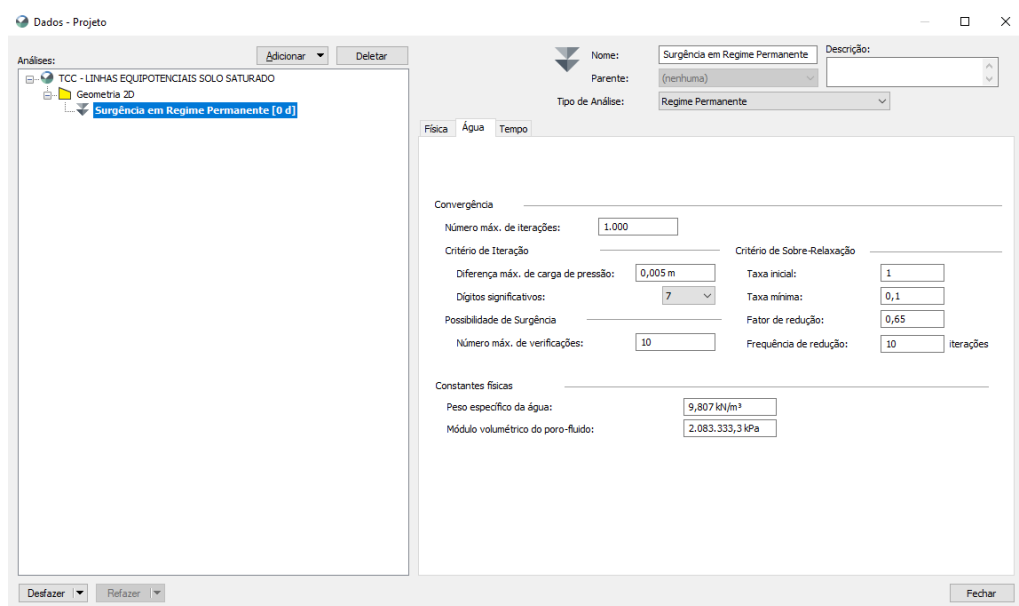 Dados - Projeto
Análises:
Adicionar
Deletar
TCC - LINHAS EQUIPOTENCIAIS SOLO SATURADO
Geometria 2D
Surgência em Regime Permanente [0 d]
Nome:
Surgência em Regime Permanente
Descrição:
Parente:
(nenhuma)
Tipo de Análise:
Regime Permanente
Física
Água
Tempo
Convergência
Número máx. de iterações:
1.000
Critério de Iteração
Critério de Sobre-Relaxação
Diferença máx. de carga de pressão:
0,005 m
Taxa inicial:
1
Dígitos significativos:
7
Taxa mínima:
0,1
Possibilidade de Surgência
Fator de redução:
0,65
Número máx. de verificações:
10
Frequência de redução:
10
iterações
Constantes físicas
Peso específico da água:
9,807 kN/m³
Módulo volumétrico do poro-fluido:
2.083.333,3 kPa
Desfazer
Refazer
Fechar